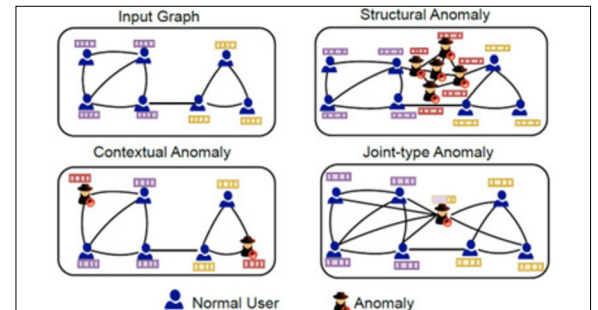 Input Graph
Structural Anomaly
Contextual Anomaly
Joint-type Anomaly
Normal User
Anomaly